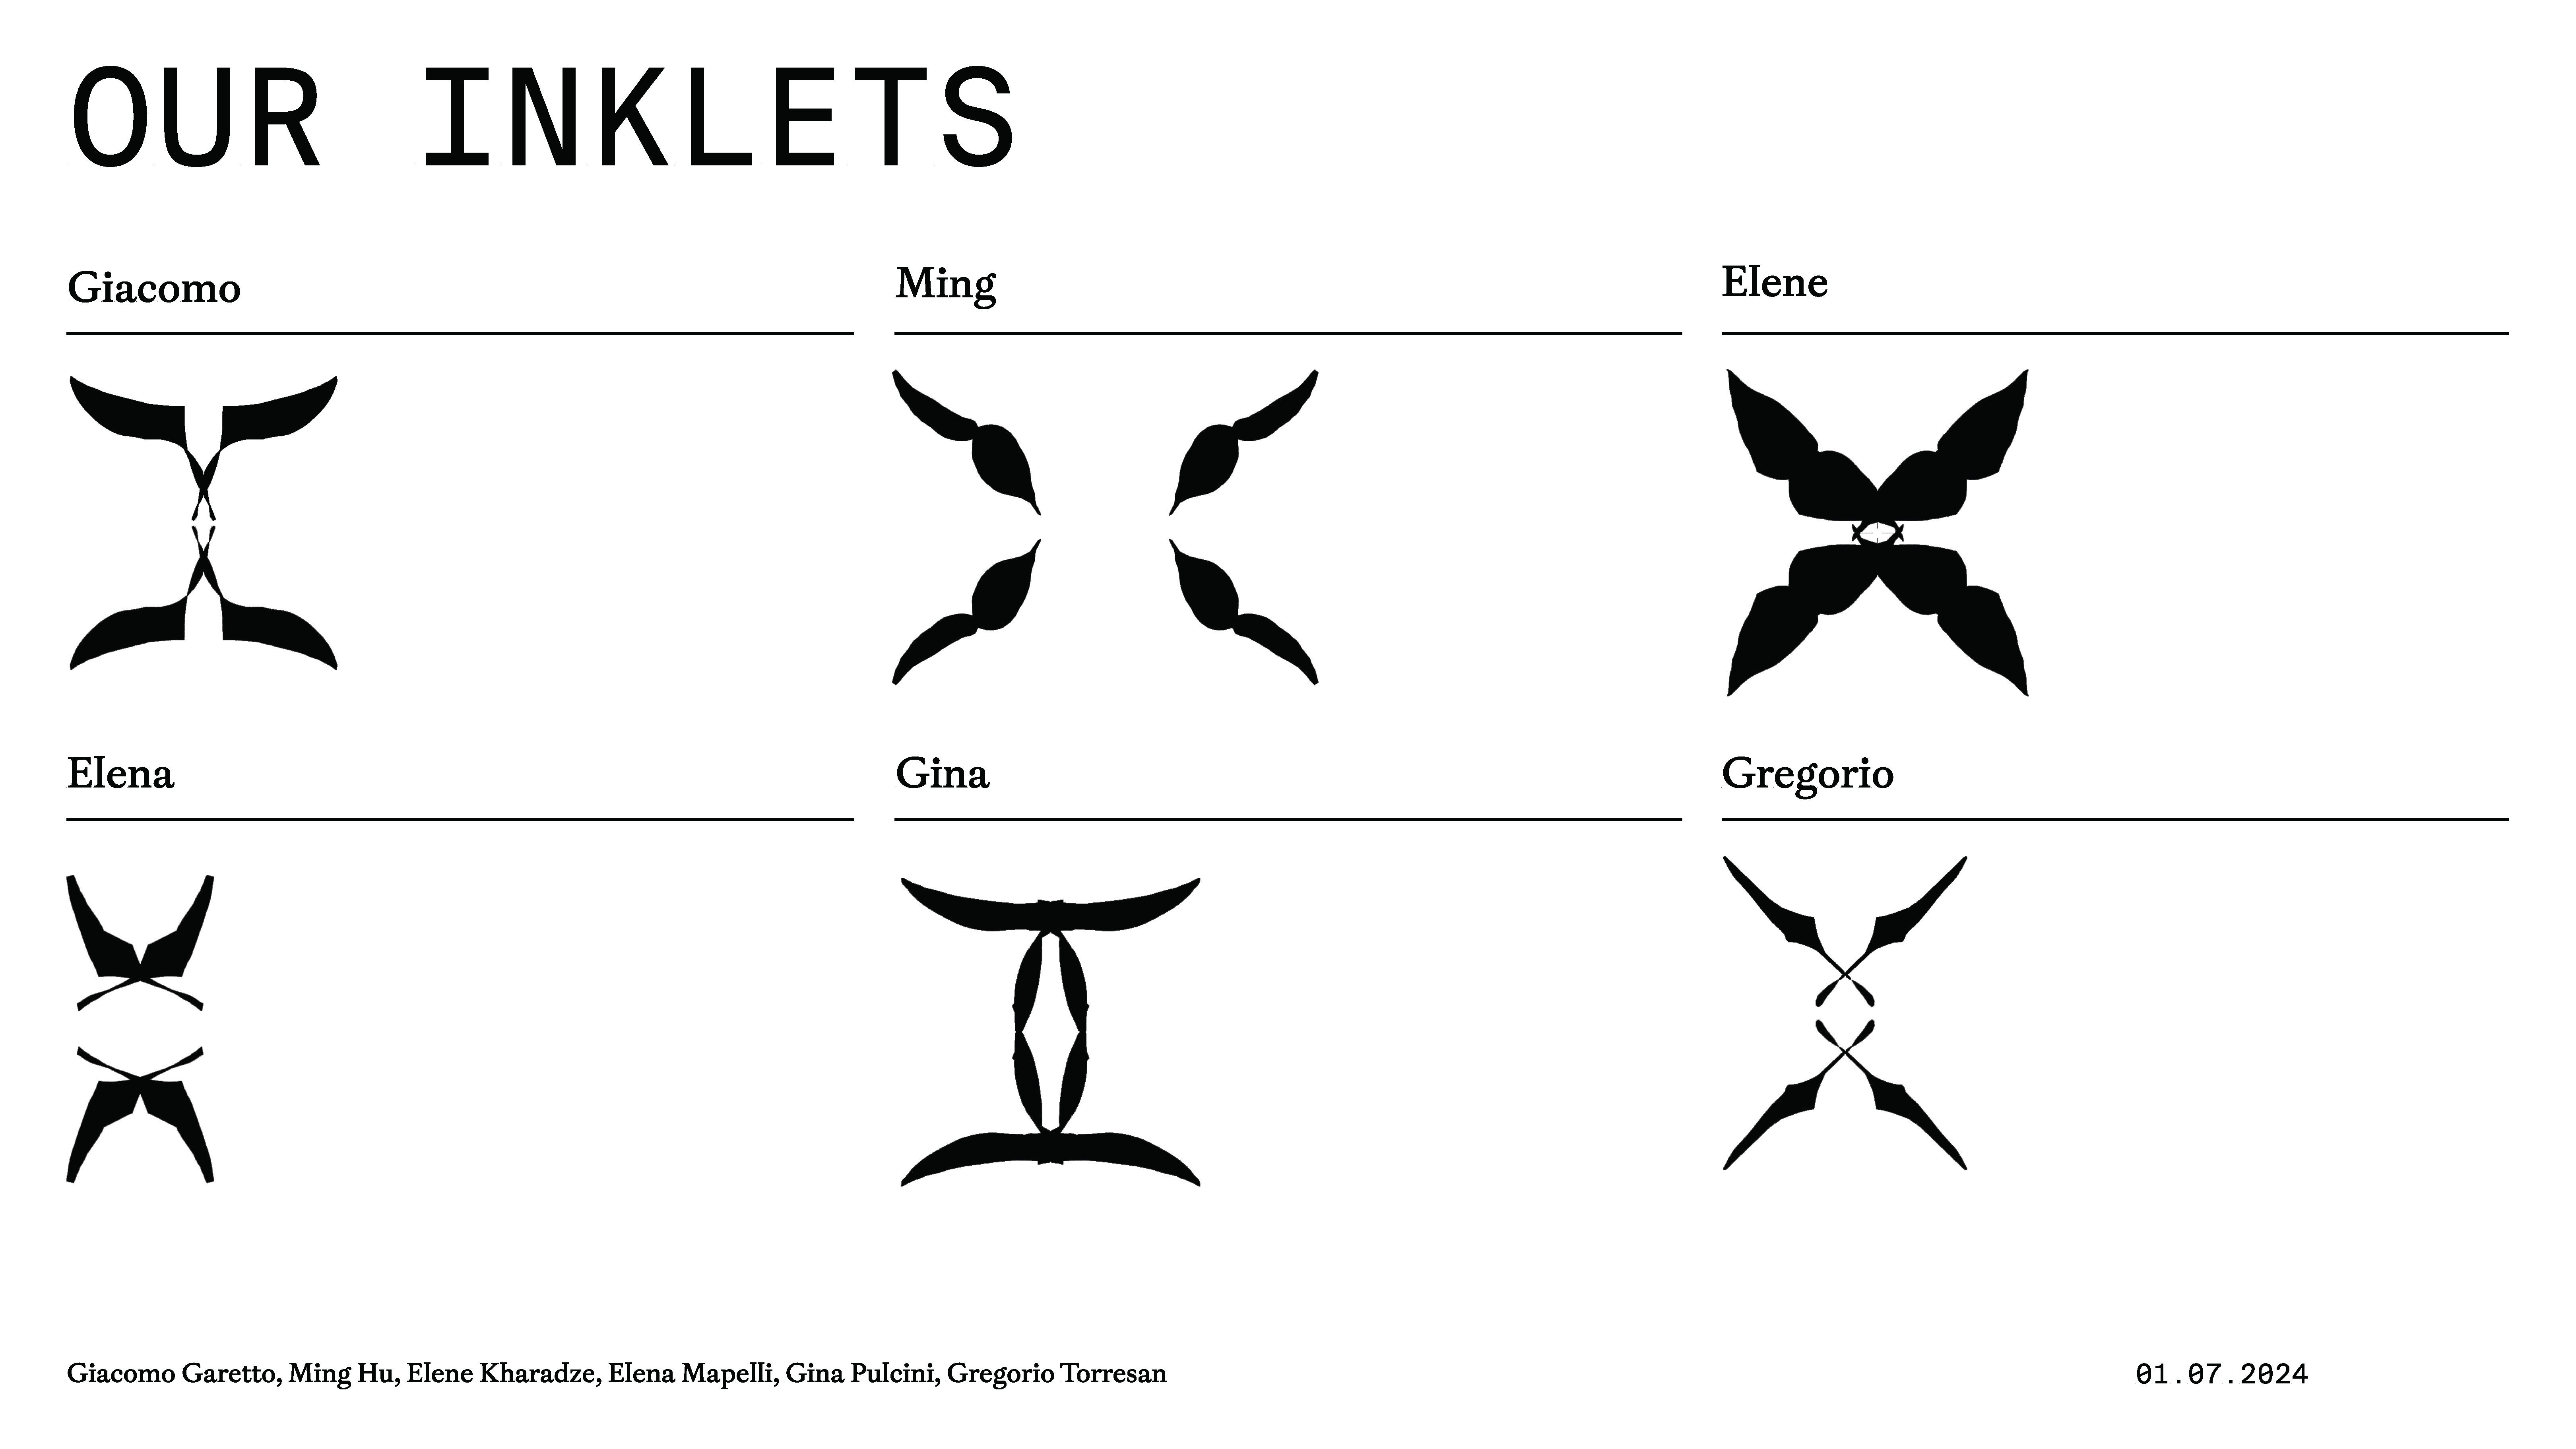 OUR INKLETS
Giacomo
Ming
Elene
Elena
Gina
Gregorio
Giacomo Garetto, Ming Hu, Elene Kharadze, Elena Mapelli, Gina Pulcini, Gregorio Torresan
01.07.2024